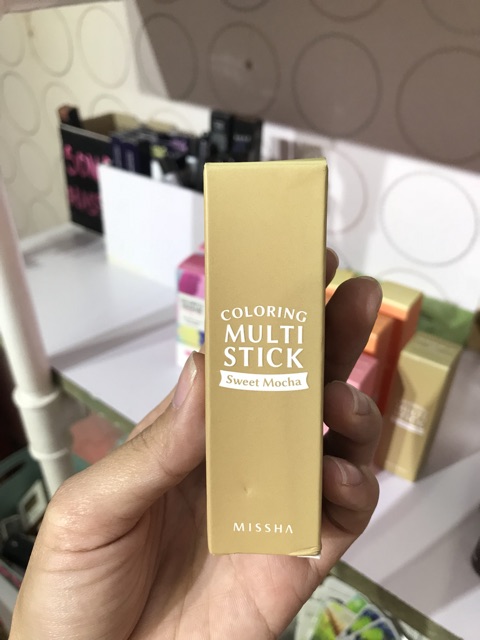 COLORING
MULTI
STICK
Sweet Mocha
MISSHA